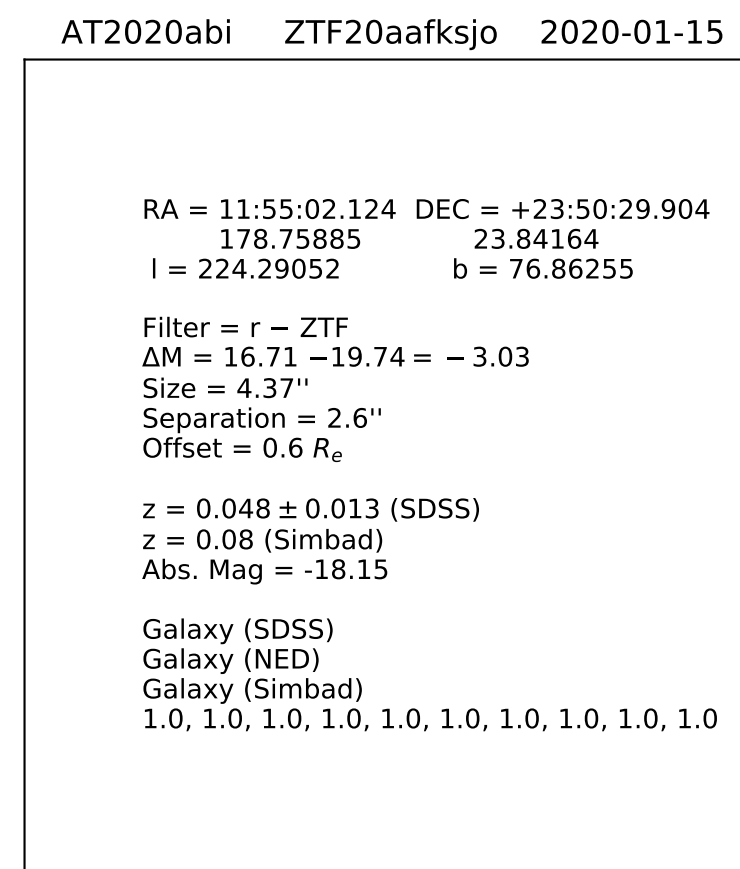 AT2020abi ZTF20aafksjo 2020-01-15
RA = 11:55:02.124 DEC = +23:50:29.904
178.75885 23.84164
l = 224.29052 b = 76.86255
Filter = r − ZTF
ΔM = 16.71 −19.74 = − 3.03
Size = 4.37''
Separation = 2.6''
Offset = 0.6 Rₑ
z = 0.048 ± 0.013 (SDSS)
z = 0.08 (Simbad)
Abs. Mag = -18.15
Galaxy (SDSS)
Galaxy (NED)
Galaxy (Simbad)
1.0, 1.0, 1.0, 1.0, 1.0, 1.0, 1.0, 1.0, 1.0, 1.0